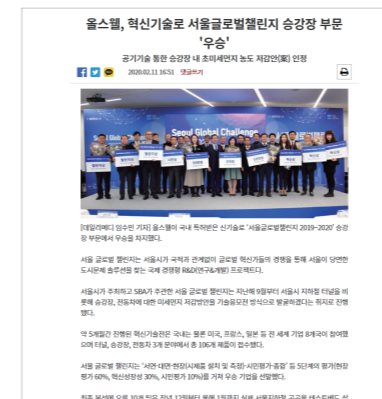 올스웰, 혁신기술로 서울글로벌챌린지 승강장 부문
'우승'
공기기술 통한 승강장 내 초미세먼지 농도 저감안(案) 인정
2020.02.11 16:51 댓글쓰기
Seoul Global Challenge
[데일리메디 임수민 기자] 올스웰이 국내 특허받은 신기술로 '서울글로벌챌린지 2019~2020' 승강
장 부문에서 우승을 차지했다.
서울 글로벌 챌린지는 서울시가 국적과 관계없이 글로벌 혁신가들의 경쟁을 통해 서울이 당면한
도시문제 솔루션을 찾는 국제 경쟁형 R&D(연구&개발) 프로젝트다.
서울시가 주최하고 SBA가 주관한 서울 글로벌 챌린지는 지난해 9월부터 서울시 지하철 터널을 비
롯해 승강장, 전동차에 대한 미세먼지 저감방안을 기술공모전 방식으로 발굴하겠다는 취지로 진행
됐다.
약 5개월간 진행된 혁신기술전은 국내는 물론 미국, 프랑스, 일본 등 전 세계 기업 8개국이 참여했
으며 터널, 승강장, 전동차 3개 분야에서 총 106개 제품이 접수됐다.
서울 글로벌 챌린지는 '서면·대면·현장(시제품 설치 및 측정)·시민평가·종합' 등 5단계의 평가(현장
평가 60%, 혁신성장성 30%, 시민평가 10%)를 거쳐 우승 기업을 선발했다.